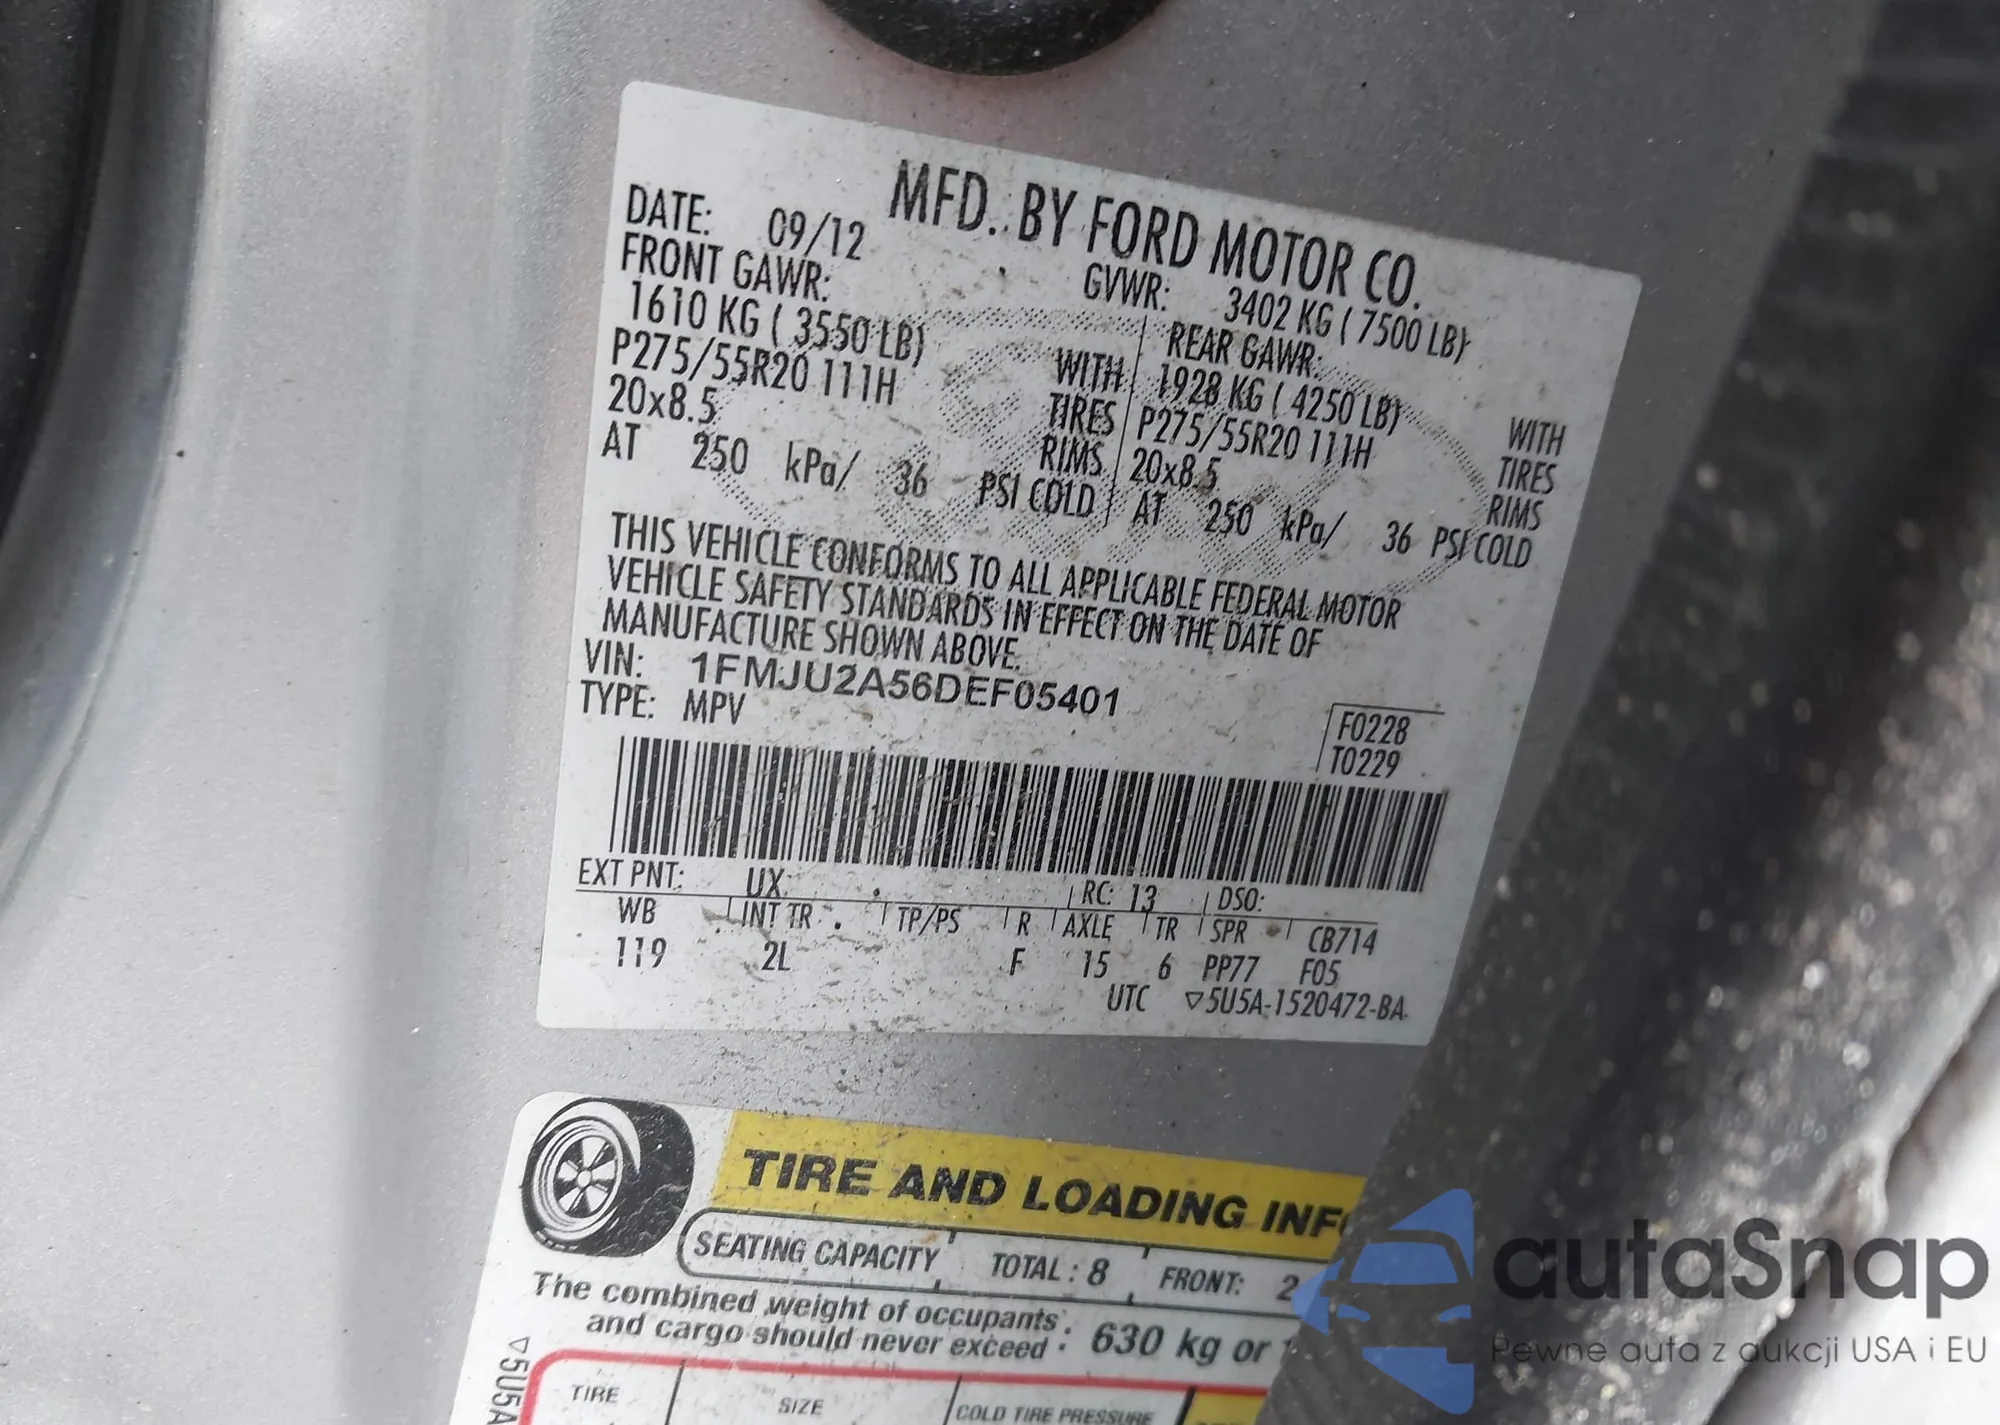 MFD. BY FORD MOTOR CO.
DATE: 09/12 GVWR: 3402 KG ( 7500 LB)
FRONT GAWR: REAR GAWR:
1610 KG ( 3550 LB) WITH 1928 KG ( 4250 LB) WITH
P275/55R20 111H TIRES P275/55R20 111H TIRES
20x8.5 RIMS 20x8.5 RIMS
AT 250 kPa/ 36 PSI COLD AT 250 kPa/ 36 PSI COLD
THIS VEHICLE CONFORMS TO ALL APPLICABLE FEDERAL MOTOR
VEHICLE SAFETY STANDARDS IN EFFECT ON THE DATE OF
MANUFACTURE SHOWN ABOVE.
VIN: 1FMJU2A56DEF05401
TYPE: MPV
F0228
T0229
EXT PNT: UX RC: 13 DSO:
WB INT TR TP/PS R AXLE TR SPR CB714
119 2L F 15 6 PP77 F05
UTC ▽5U5A-1520472-BA
TIRE AND LOADING INF
SEATING CAPACITY TOTAL : 8 FRONT: 2
The combined weight of occupants
and cargo should never exceed : 630 kg or
▽5U5A
TIRE SIZE COLD TIRE PRESSURE
autaSnap
Pewne auta z aukcji USA i EU